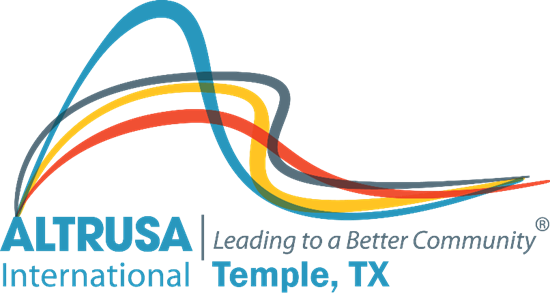 ALTRUSA
Leading to a Better Community®
International
Temple, TX